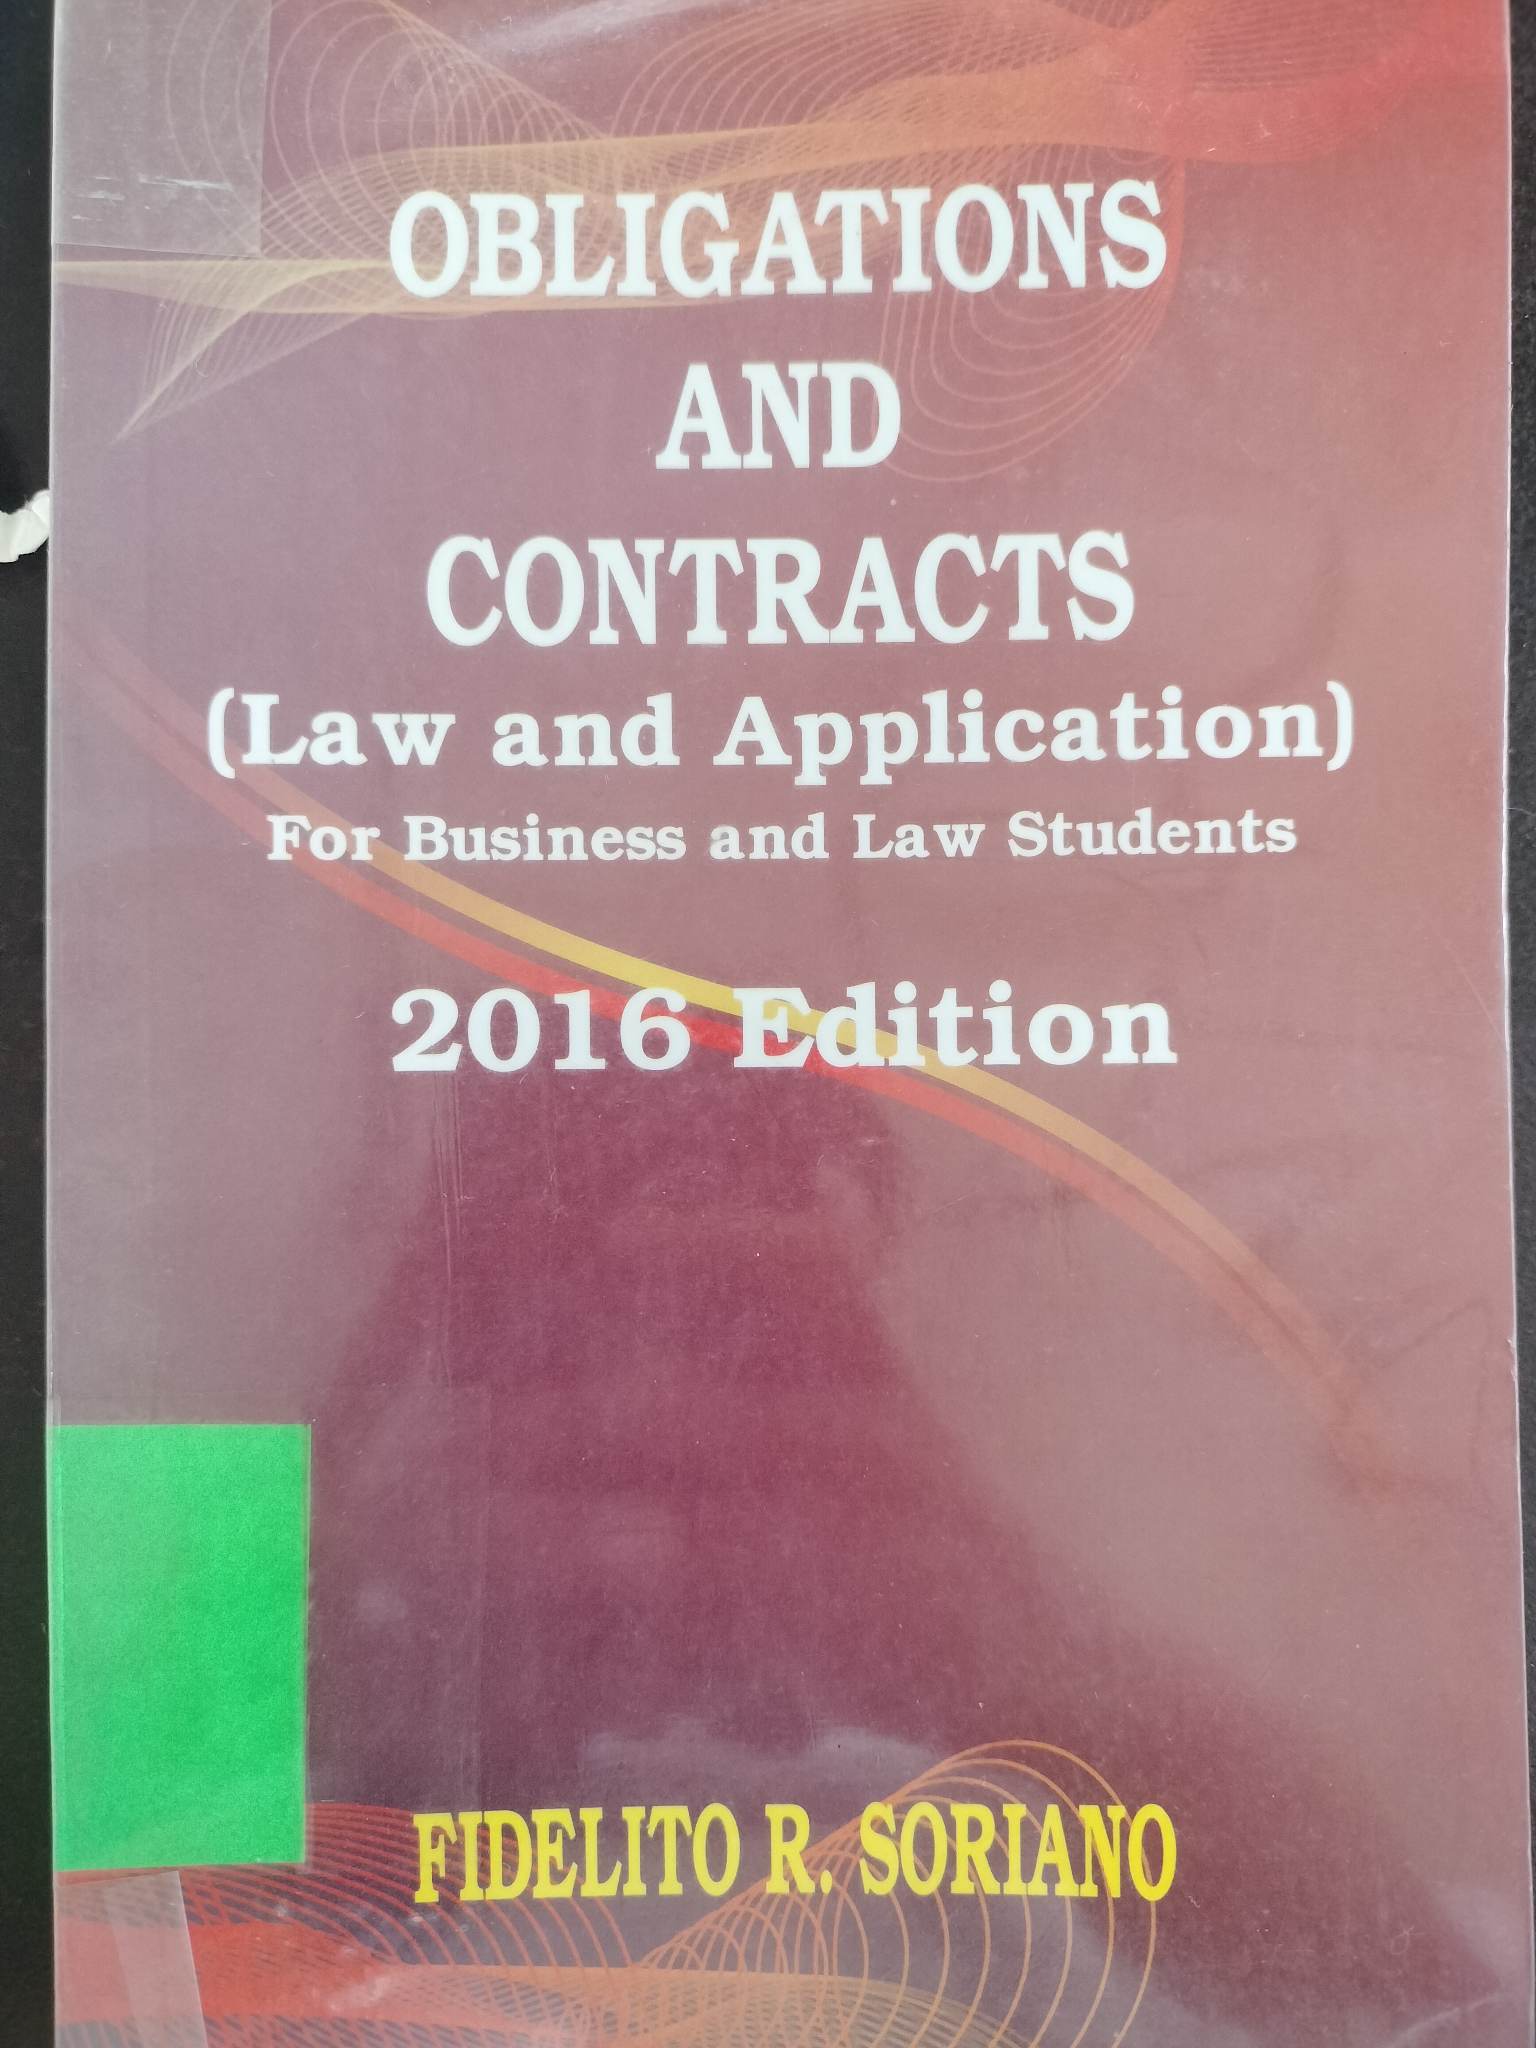 OBLIGATIONS
AND
CONTRACTS
(Law and Application)
For Business and Law Students
2016 Edition
FIDELITO R. SORIANO